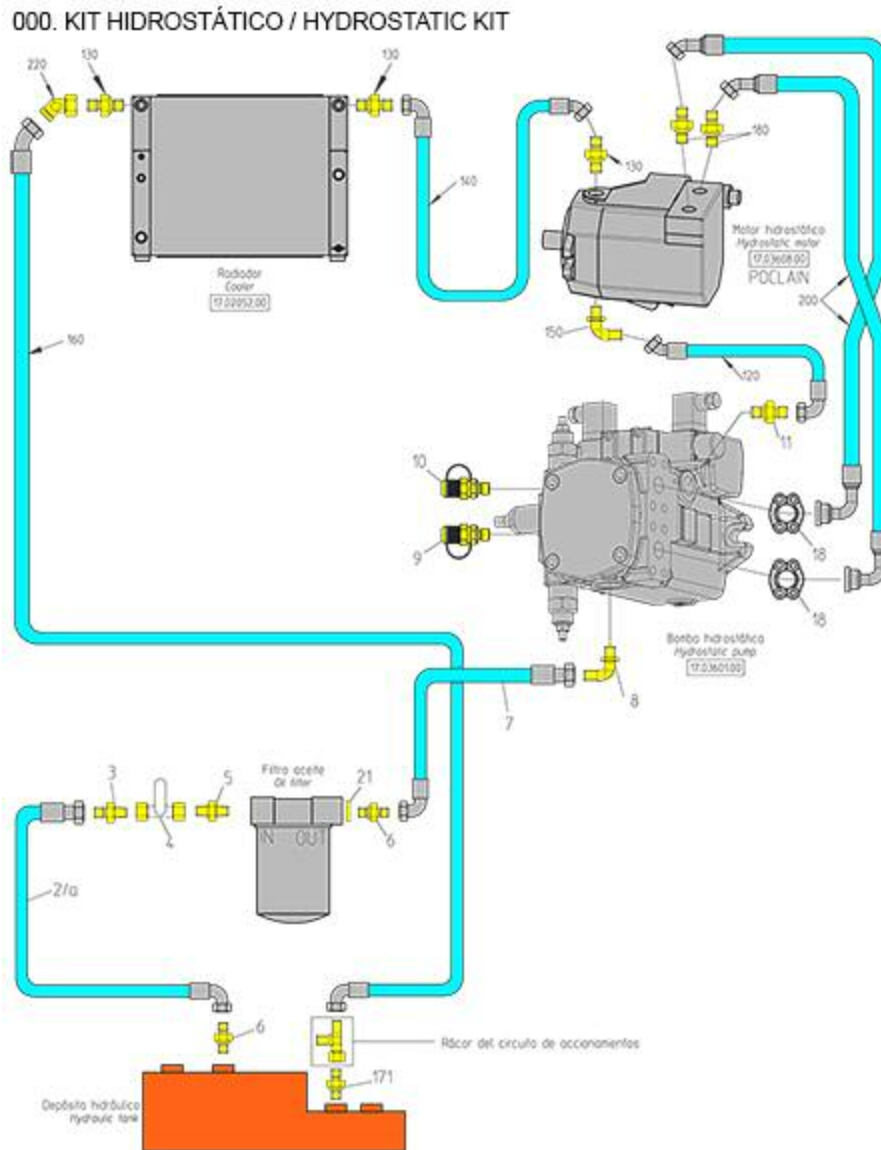 000. KIT HIDROSTÁTICO / HYDROSTATIC KIT
220
130
130
180
130
140
Radiador
Cooler
17.02052.00
Motor hidrostático
Hydrostatic motor
17.03608.00
POCLAIN
200
160
150
120
11
10
9
18
18
Bomba hidrostática
Hydrostatic pump
17.03601.00
8
7
Filtro aceite
Oil filter
3
5
21
4
IN OUT
6
2/a
6
Rácor del circuito de accionamientos
171
Depósito hidráulico
Hydraulic tank